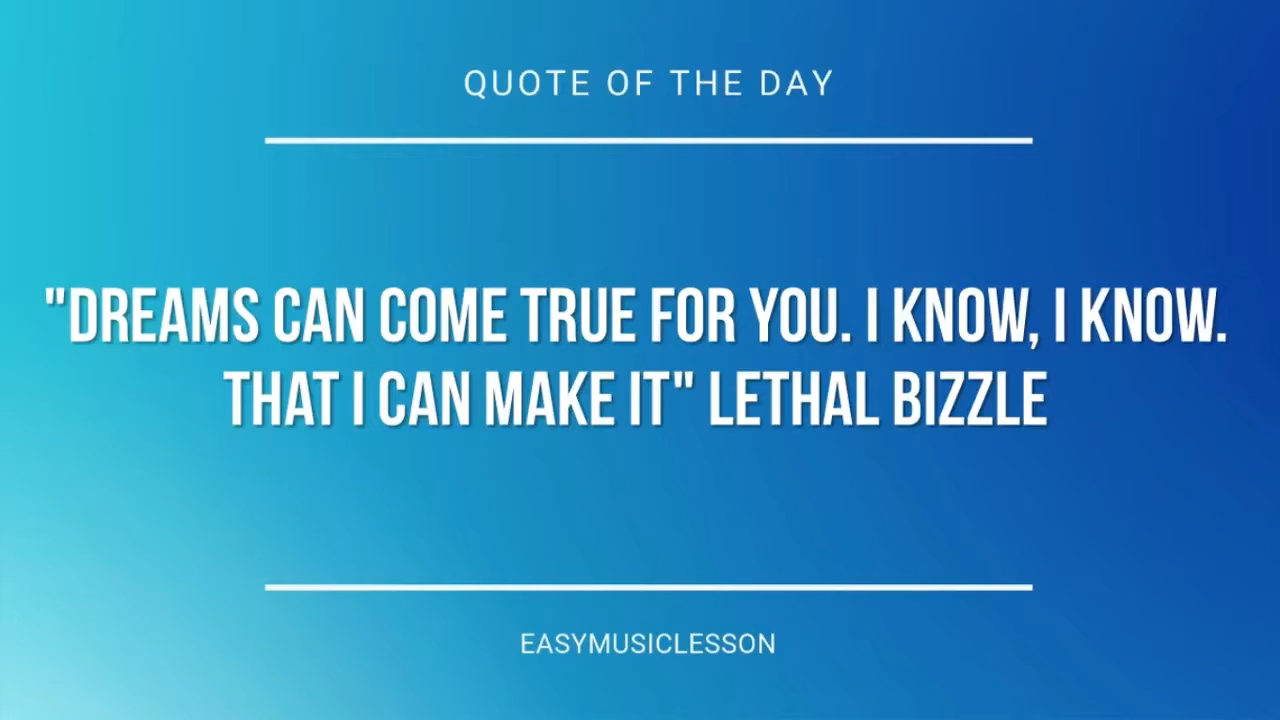 QUOTE OF THE DAY
"DREAMS CAN COME TRUE FOR YOU. I KNOW, I KNOW.
THAT I CAN MAKE IT" LETHAL BIZZLE
EASYMUSICLESSON